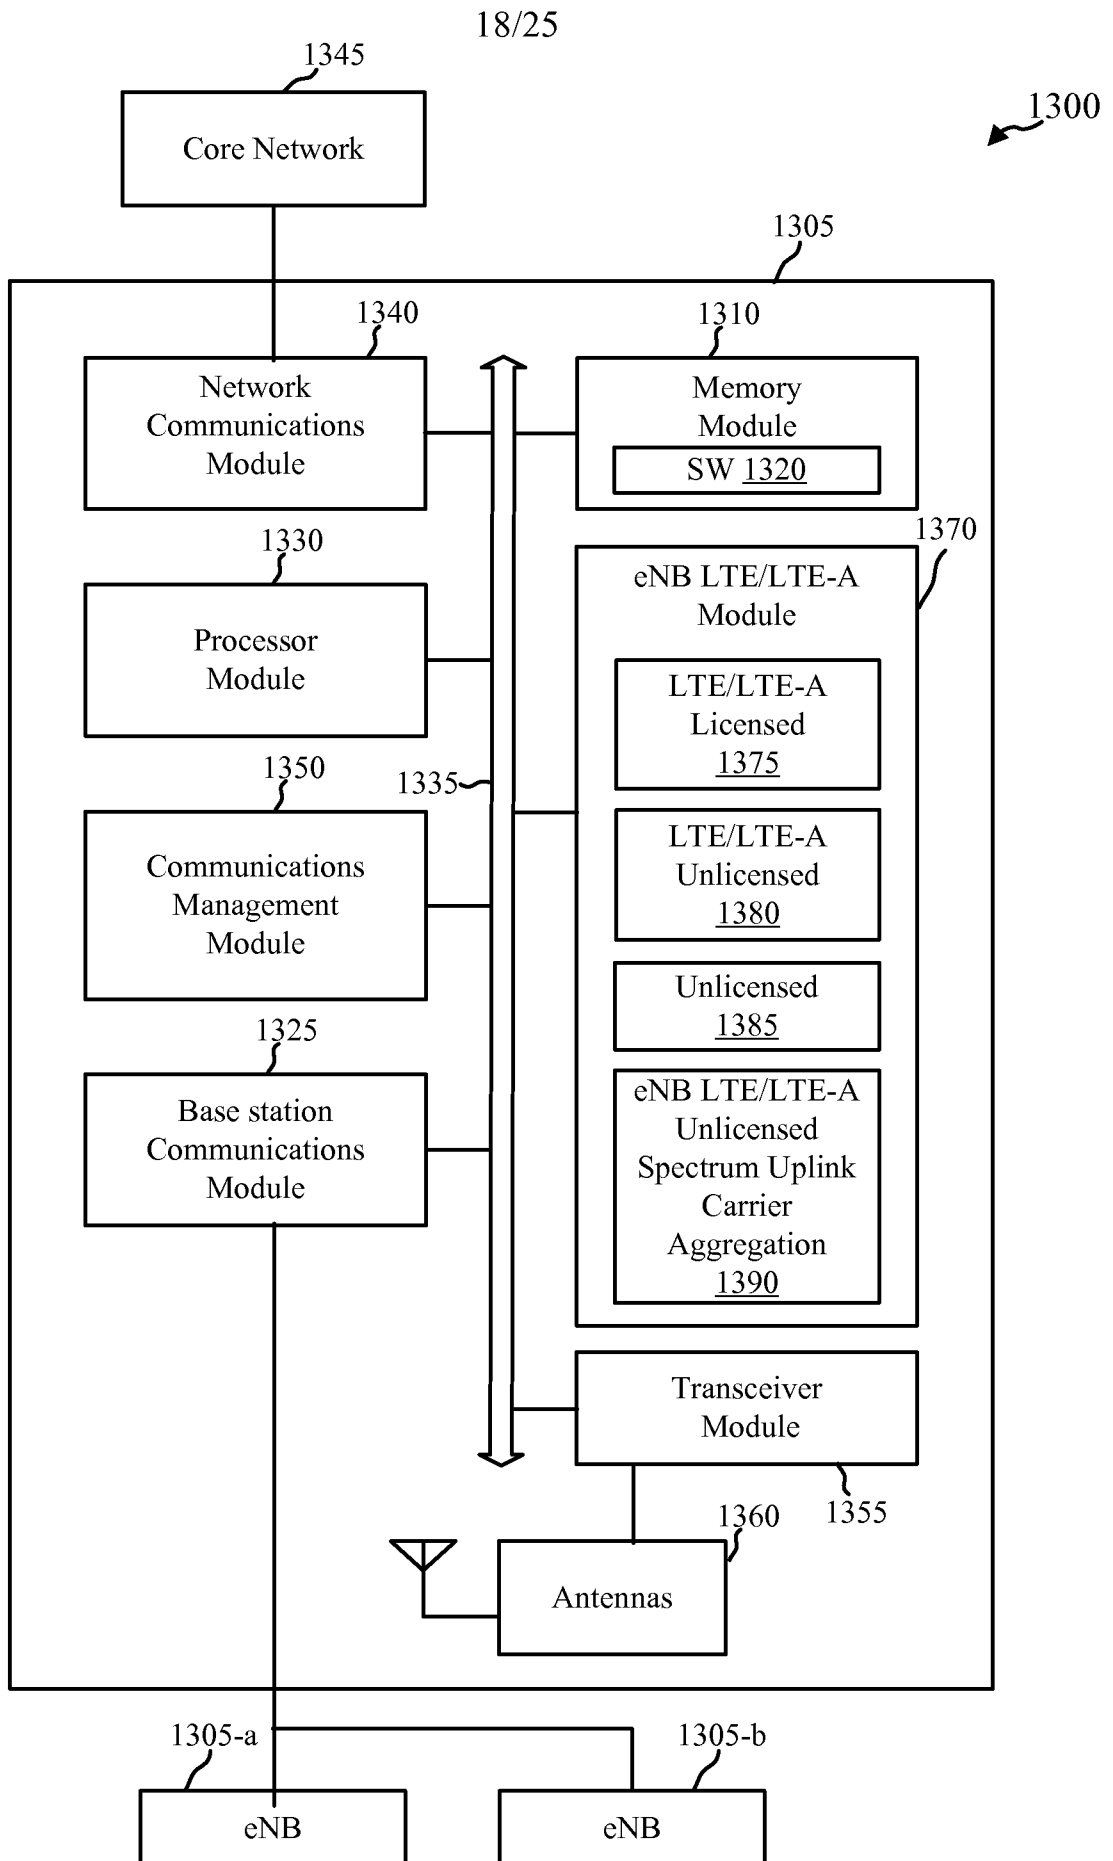 18/25
1345
Core Network
1300
1305
1340
Network
Communications
Module
1310
Memory
Module
SW 1320
1330
Processor
Module
1370
eNB LTE/LTE-A
Module
LTE/LTE-A
Licensed
1375
1335
1350
Communications
Management
Module
LTE/LTE-A
Unlicensed
1380
Unlicensed
1385
1325
Base station
Communications
Module
eNB LTE/LTE-A
Unlicensed
Spectrum Uplink
Carrier
Aggregation
1390
Transceiver
Module
1355
1360
Antennas
1305-a
eNB
1305-b
eNB